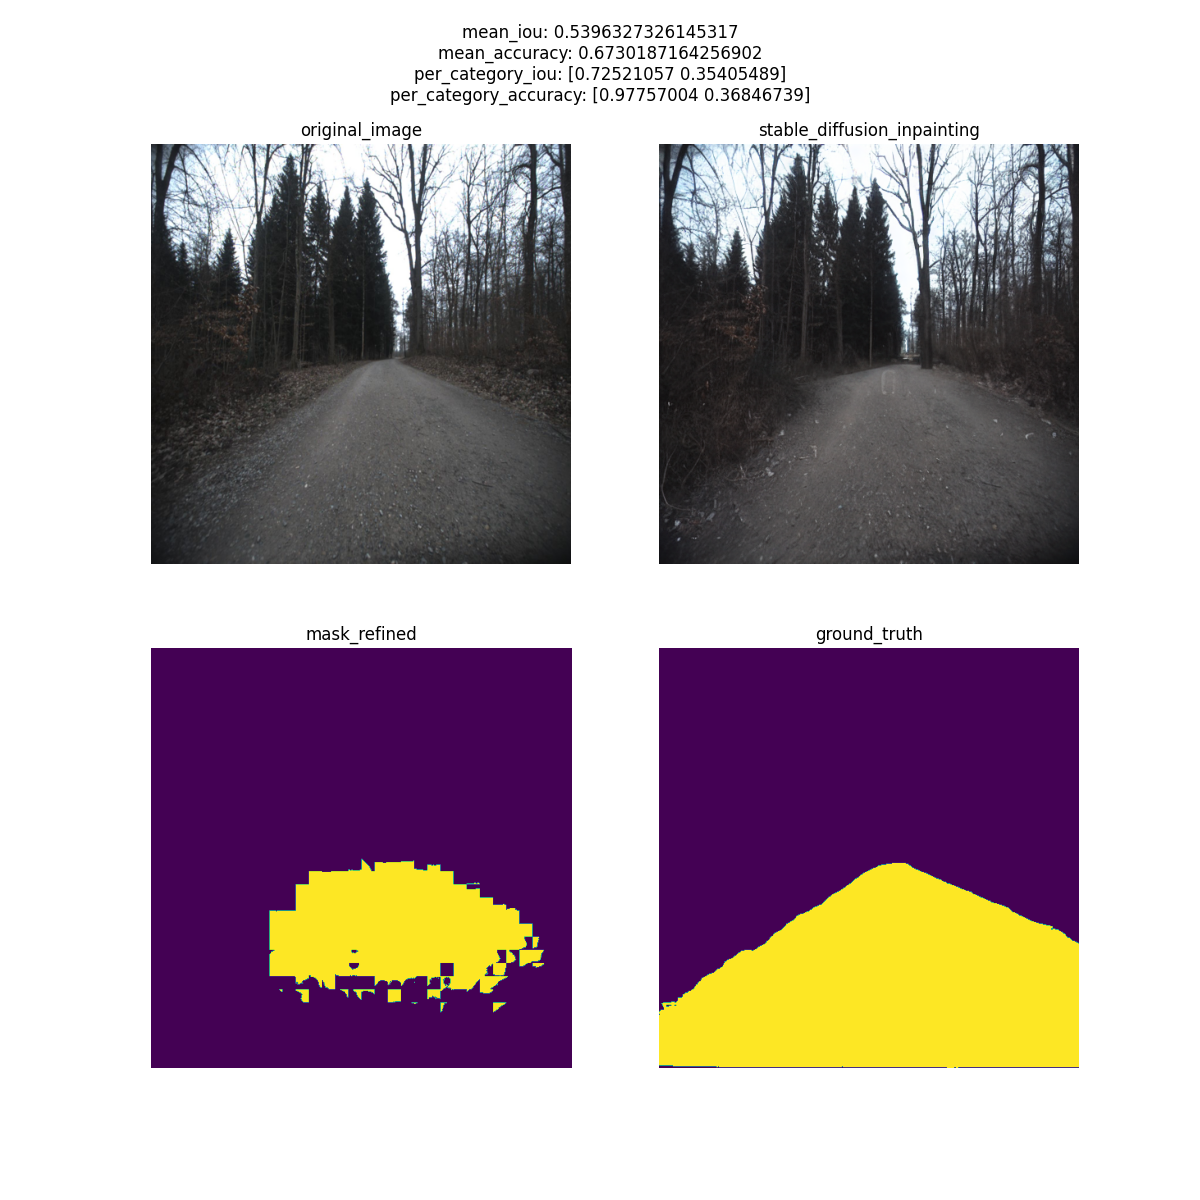 mean_iou: 0.5396327326145317
mean_accuracy: 0.6730187164256902
per_category_iou: [0.72521057 0.35405489]
per_category_accuracy: [0.97757004 0.36846739]
original_image
stable_diffusion_inpainting
mask_refined
ground_truth